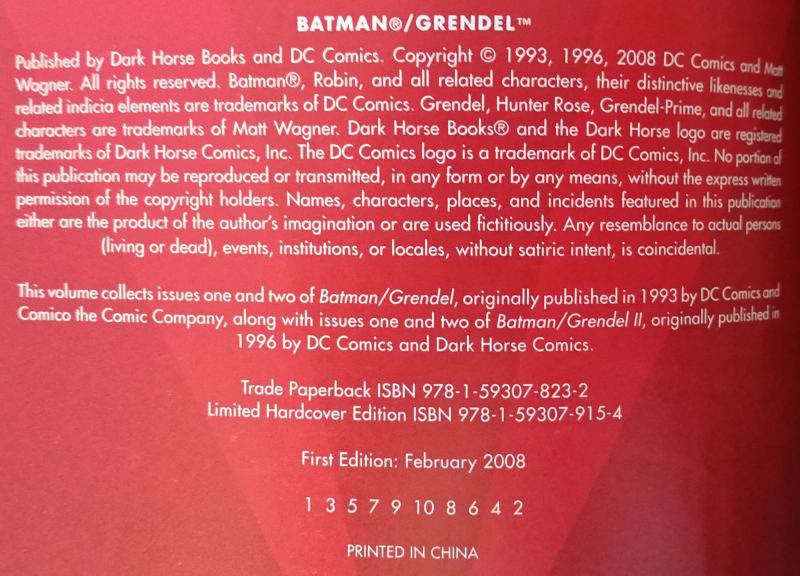 BATMAN®/GRENDEL™
Published by Dark Horse Books and DC Comics. Copyright © 1993, 1996, 2008 DC Comics and Matt
Wagner. All rights reserved. Batman®, Robin, and all related characters, their distinctive likenesses and
related indicia elements are trademarks of DC Comics. Grendel, Hunter Rose, Grendel-Prime, and all related
characters are trademarks of Matt Wagner. Dark Horse Books® and the Dark Horse logo are registered
trademarks of Dark Horse Comics, Inc. The DC Comics logo is a trademark of DC Comics, Inc. No portion of
this publication may be reproduced or transmitted, in any form or by any means, without the express written
permission of the copyright holders. Names, characters, places, and incidents featured in this publication
either are the product of the author's imagination or are used fictitiously. Any resemblance to actual persons
(living or dead), events, institutions, or locales, without satiric intent, is coincidental.
This volume collects issues one and two of Batman/Grendel, originally published in 1993 by DC Comics and
Comico the Comic Company, along with issues one and two of Batman/Grendel II, originally published in
1996 by DC Comics and Dark Horse Comics.
Trade Paperback ISBN 978-1-59307-823-2
Limited Hardcover Edition ISBN 978-1-59307-915-4
First Edition: February 2008
1 3 5 7 9 10 8 6 4 2
PRINTED IN CHINA